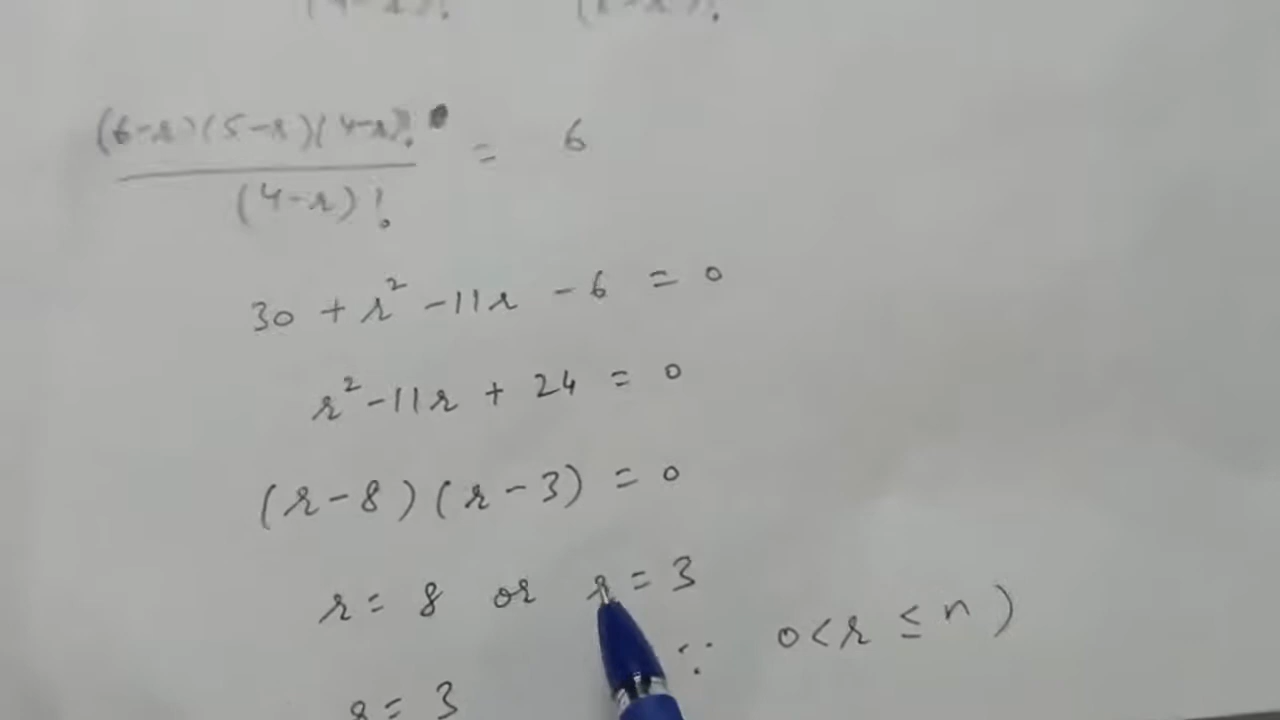 (6-r)(5-r)(4-r)!
(4-r)!
= 6
30 + r² - 11r - 6 = 0
r² - 11r + 24 = 0
(r - 8) (r - 3) = 0
r = 8 or r = 3
∵ 0 < r ≤ n )
r = 3